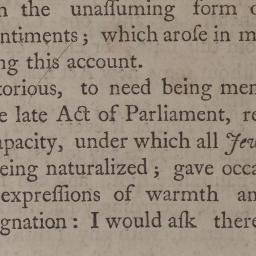 n the unaſſuming form o
ntiments; which aroſe in m
ng this account.
torious, to need being men
e late Act of Parliament, re
apacity, under which all Jew
eing naturalized; gave occa
expreſſions of warmth an
gnation: I would aſk there